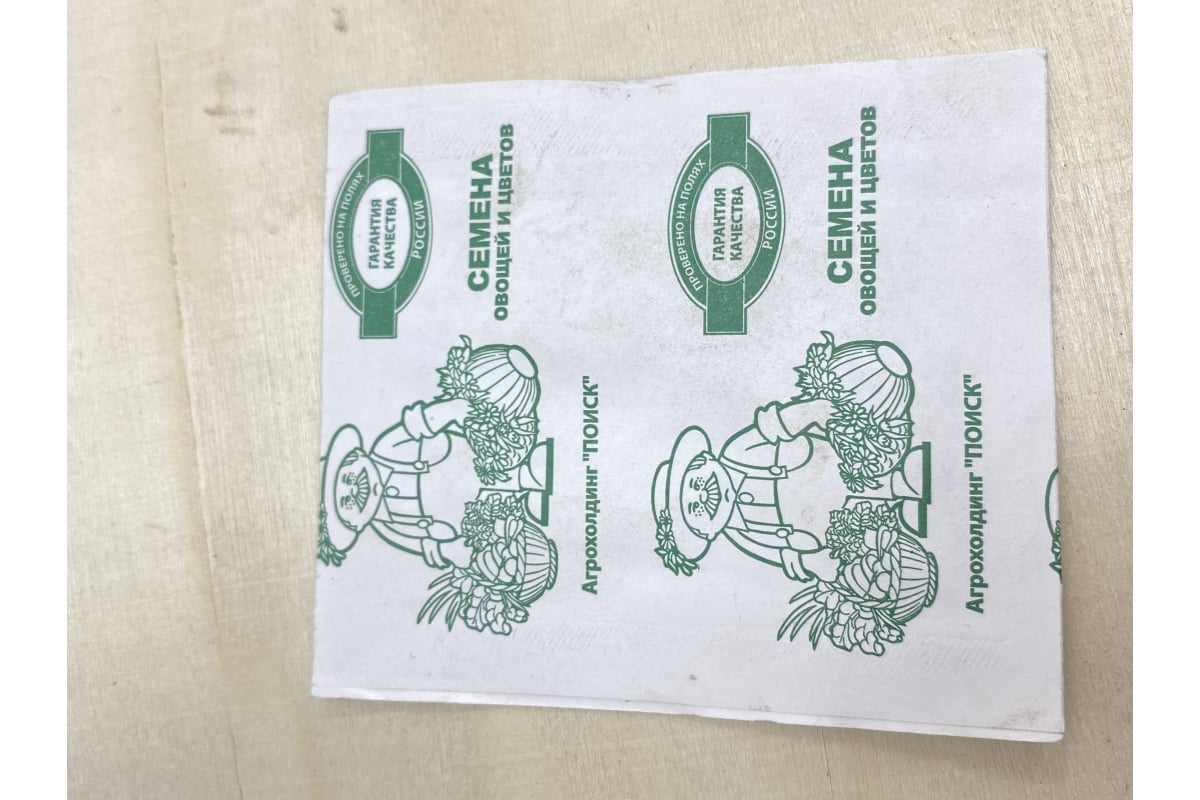 ПРОВЕРЕНО НА ПОЛЯХ
ГАРАНТИЯ
КАЧЕСТВА
РОССИИ
СЕМЕНА
ОВОЩЕЙ И ЦВЕТОВ
Агрохолдинг "ПОИСК"
ПРОВЕРЕНО НА ПОЛЯХ
ГАРАНТИЯ
КАЧЕСТВА
РОССИИ
СЕМЕНА
ОВОЩЕЙ И ЦВЕТОВ
Агрохолдинг "ПОИСК"